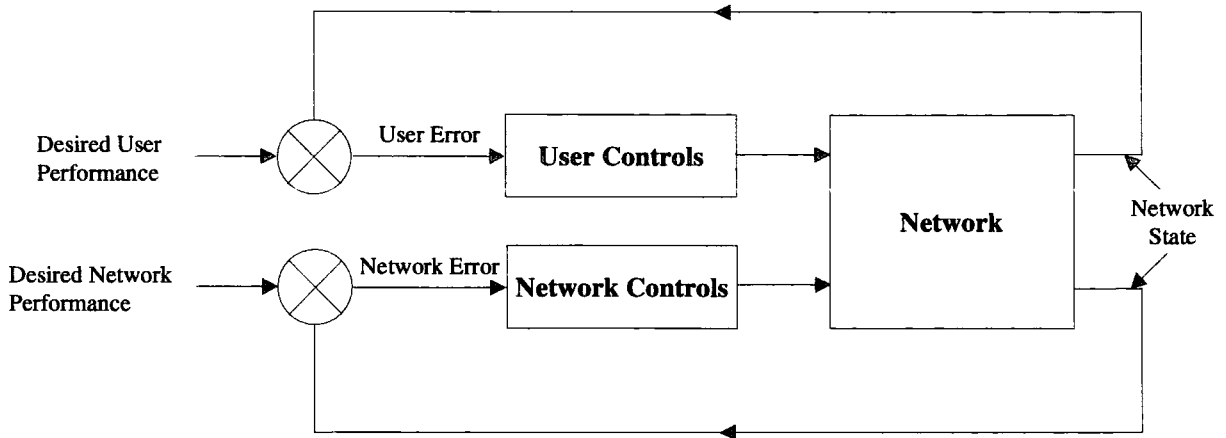 Desired User
Performance
User Error
User Controls
Network
Network
State
Desired Network
Performance
Network Error
Network Controls